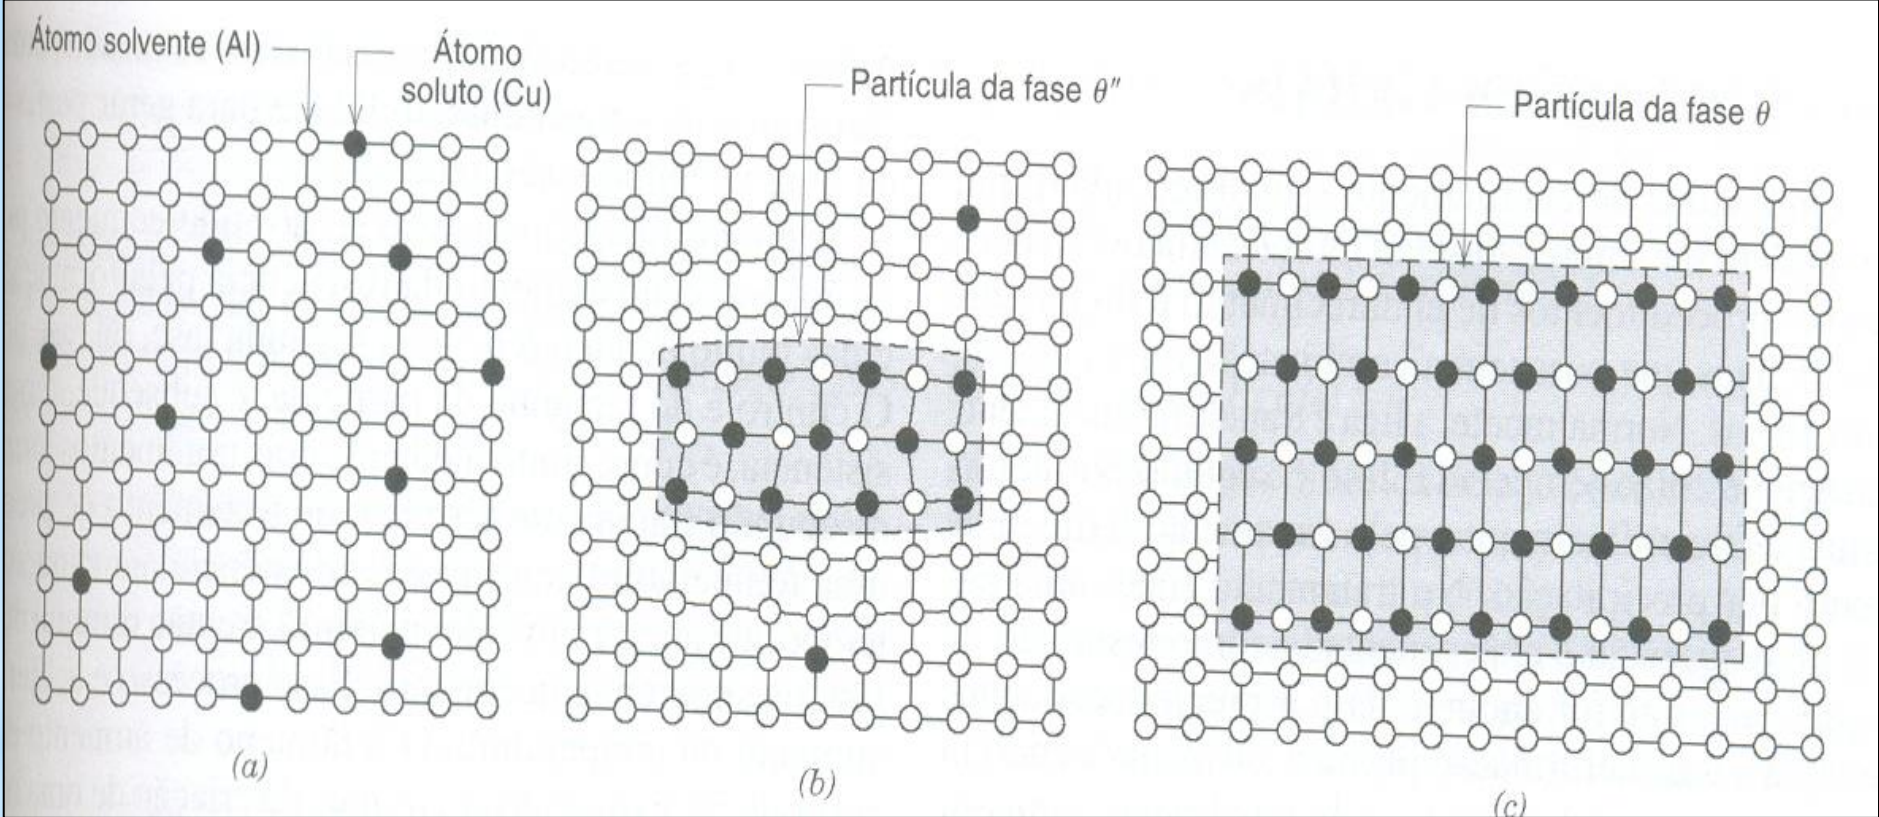 Átomo solvente (Al)
Átomo
soluto (Cu)
Partícula da fase θ″
Partícula da fase θ
(a)
(b)
(c)